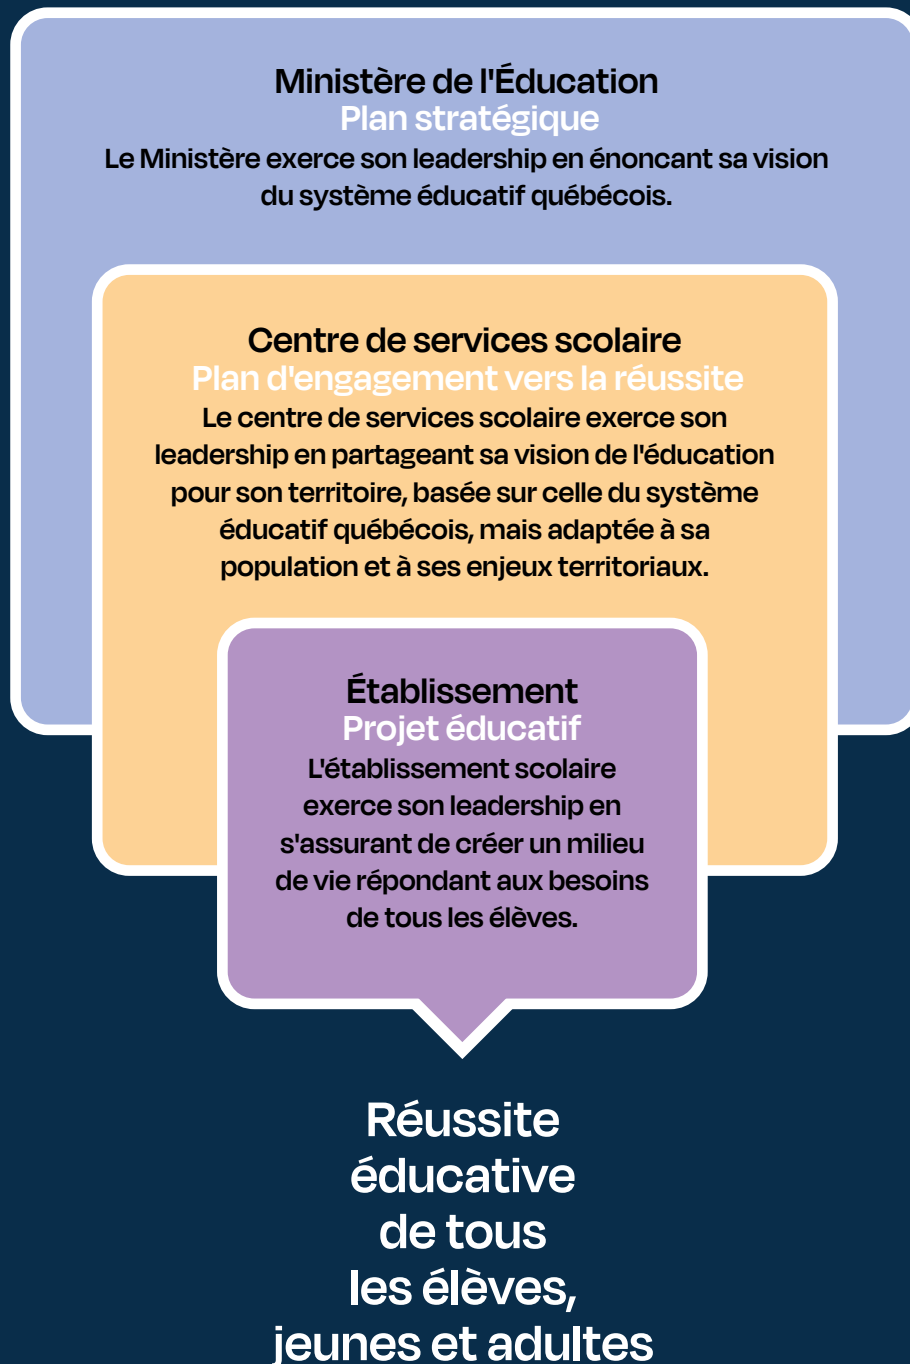 Ministère de l'Éducation
Plan stratégique
Le Ministère exerce son leadership en énoncant sa vision
du système éducatif québécois.
Centre de services scolaire
Plan d'engagement vers la réussite
Le centre de services scolaire exerce son
leadership en partageant sa vision de l'éducation
pour son territoire, basée sur celle du système
éducatif québécois, mais adaptée à sa
population et à ses enjeux territoriaux.
Établissement
Projet éducatif
L'établissement scolaire
exerce son leadership en
s'assurant de créer un milieu
de vie répondant aux besoins
de tous les élèves.
Réussite
éducative
de tous
les élèves,
jeunes et adultes